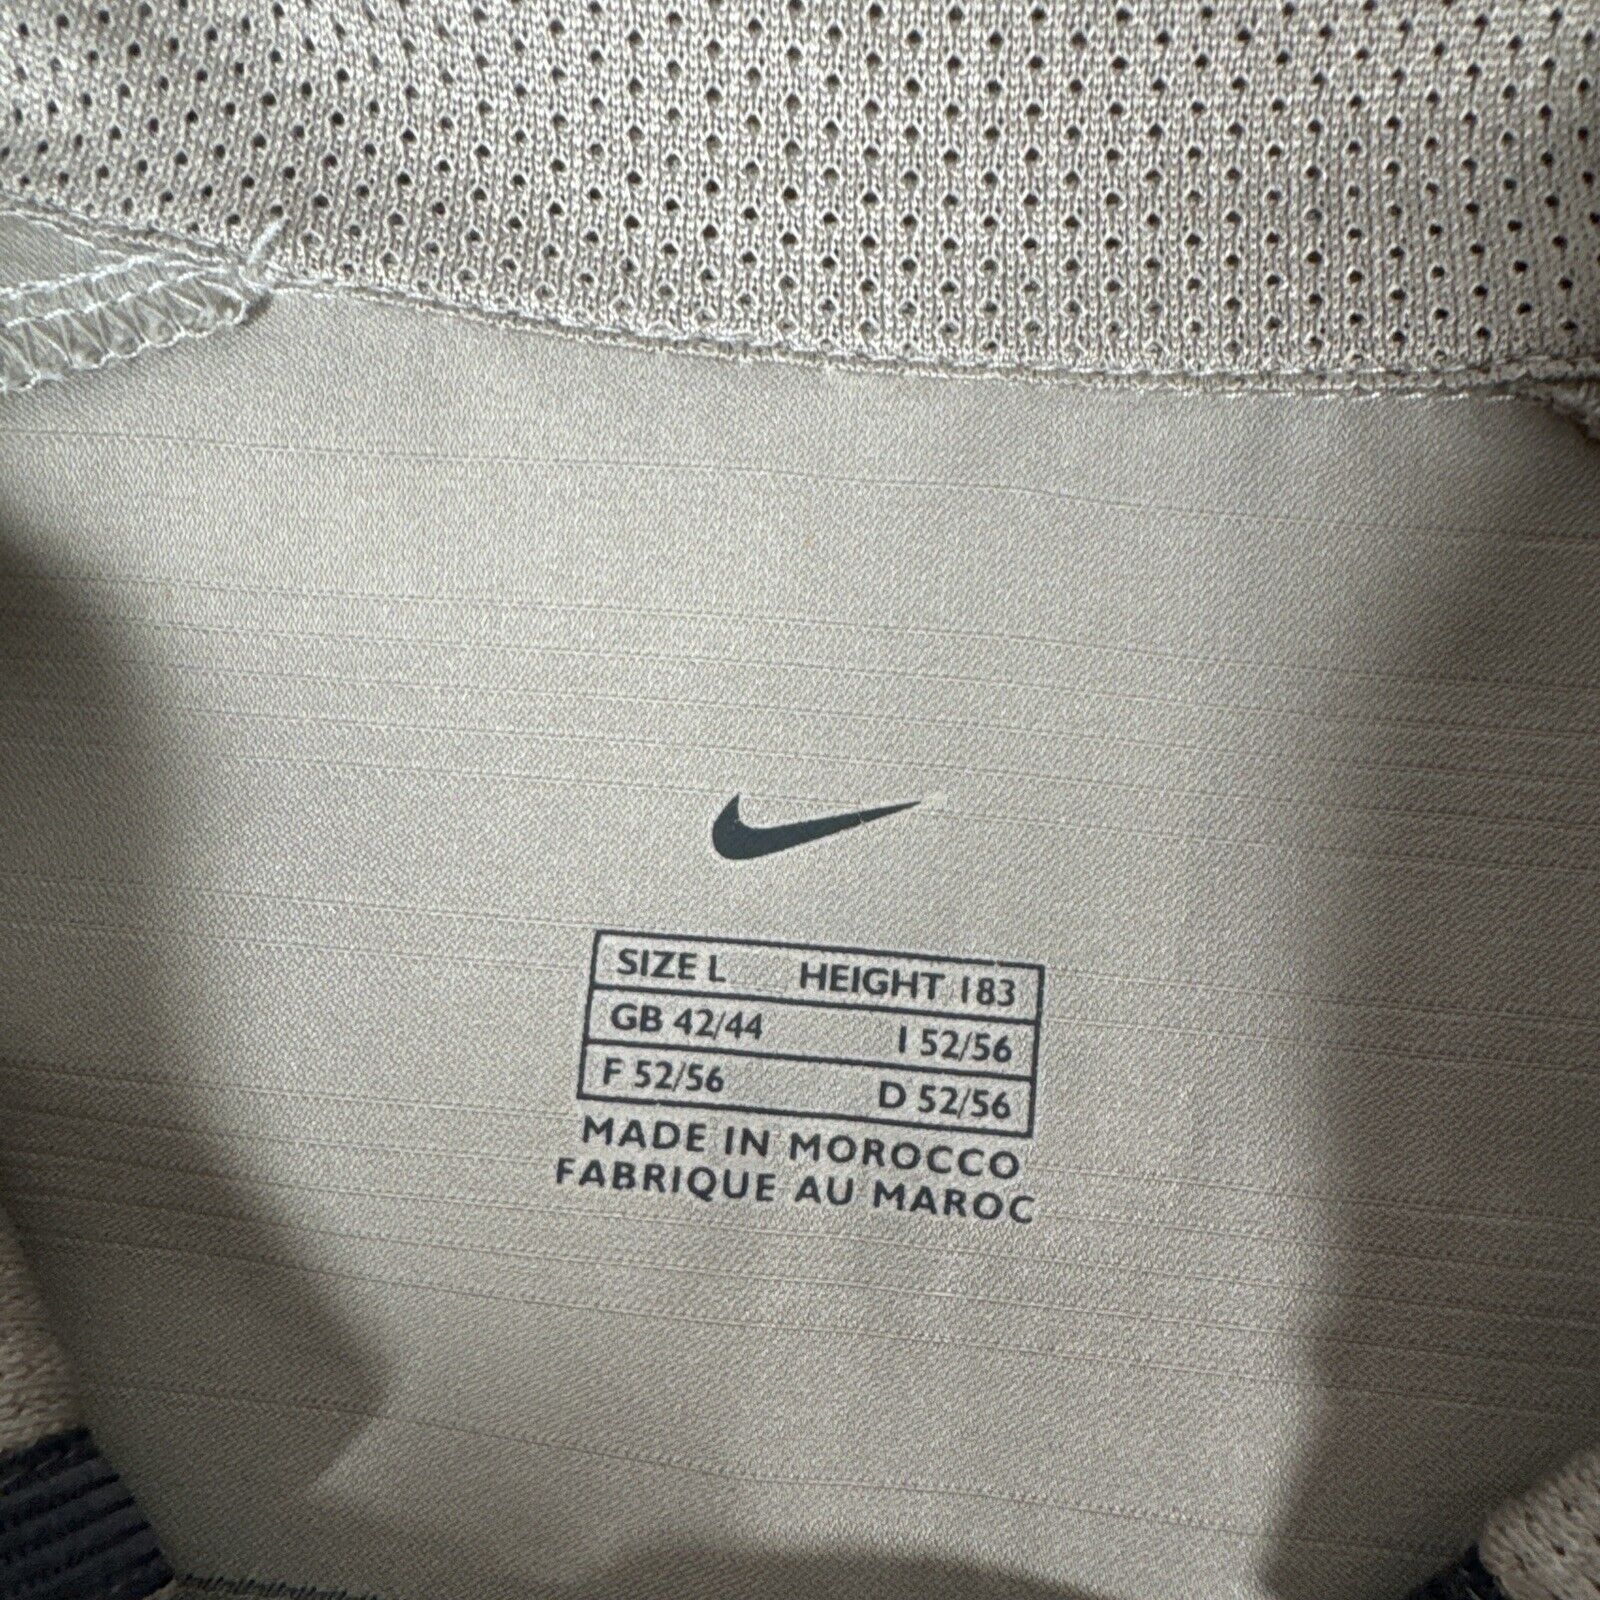 SIZE L HEIGHT 183
GB 42/44 I 52/56
F 52/56 D 52/56
MADE IN MOROCCO
FABRIQUE AU MAROC